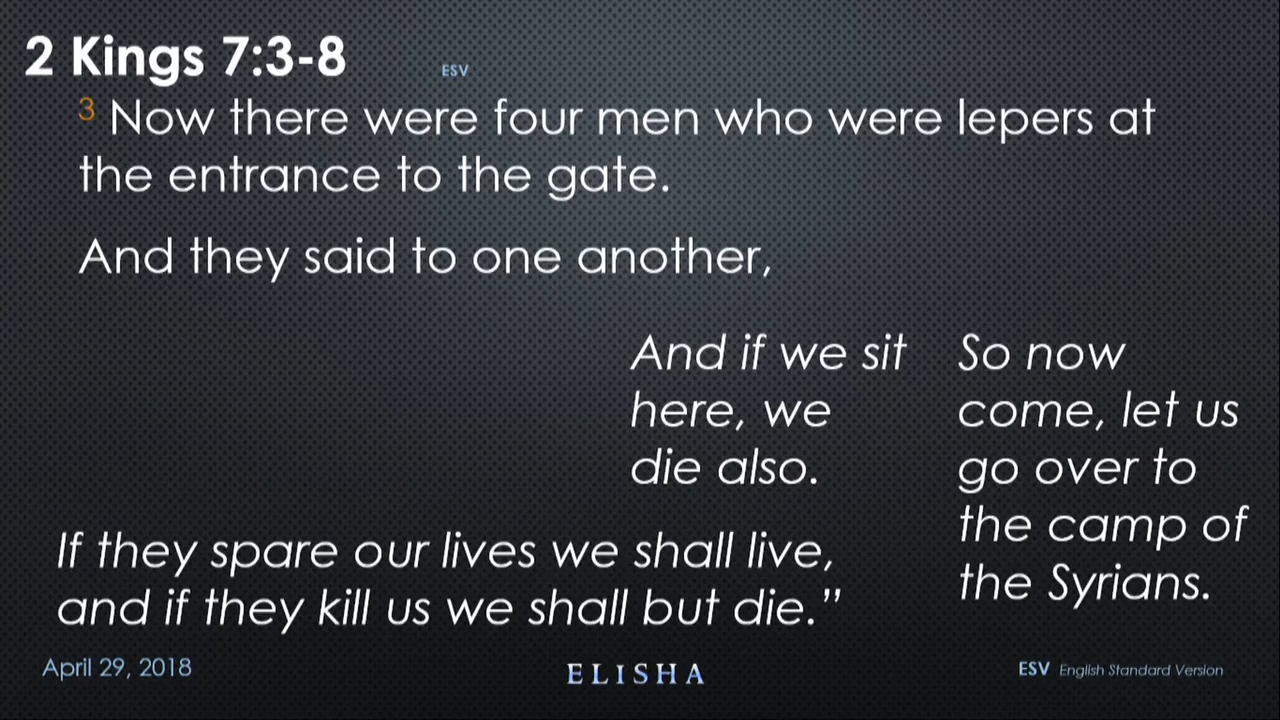 2 Kings 7:3-8 ESV
3 Now there were four men who were lepers at
the entrance to the gate.
And they said to one another,
And if we sit
here, we
die also.
So now
come, let us
go over to
the camp of
the Syrians.
If they spare our lives we shall live,
and if they kill us we shall but die.”
April 29, 2018
ELISHA
ESV English Standard Version